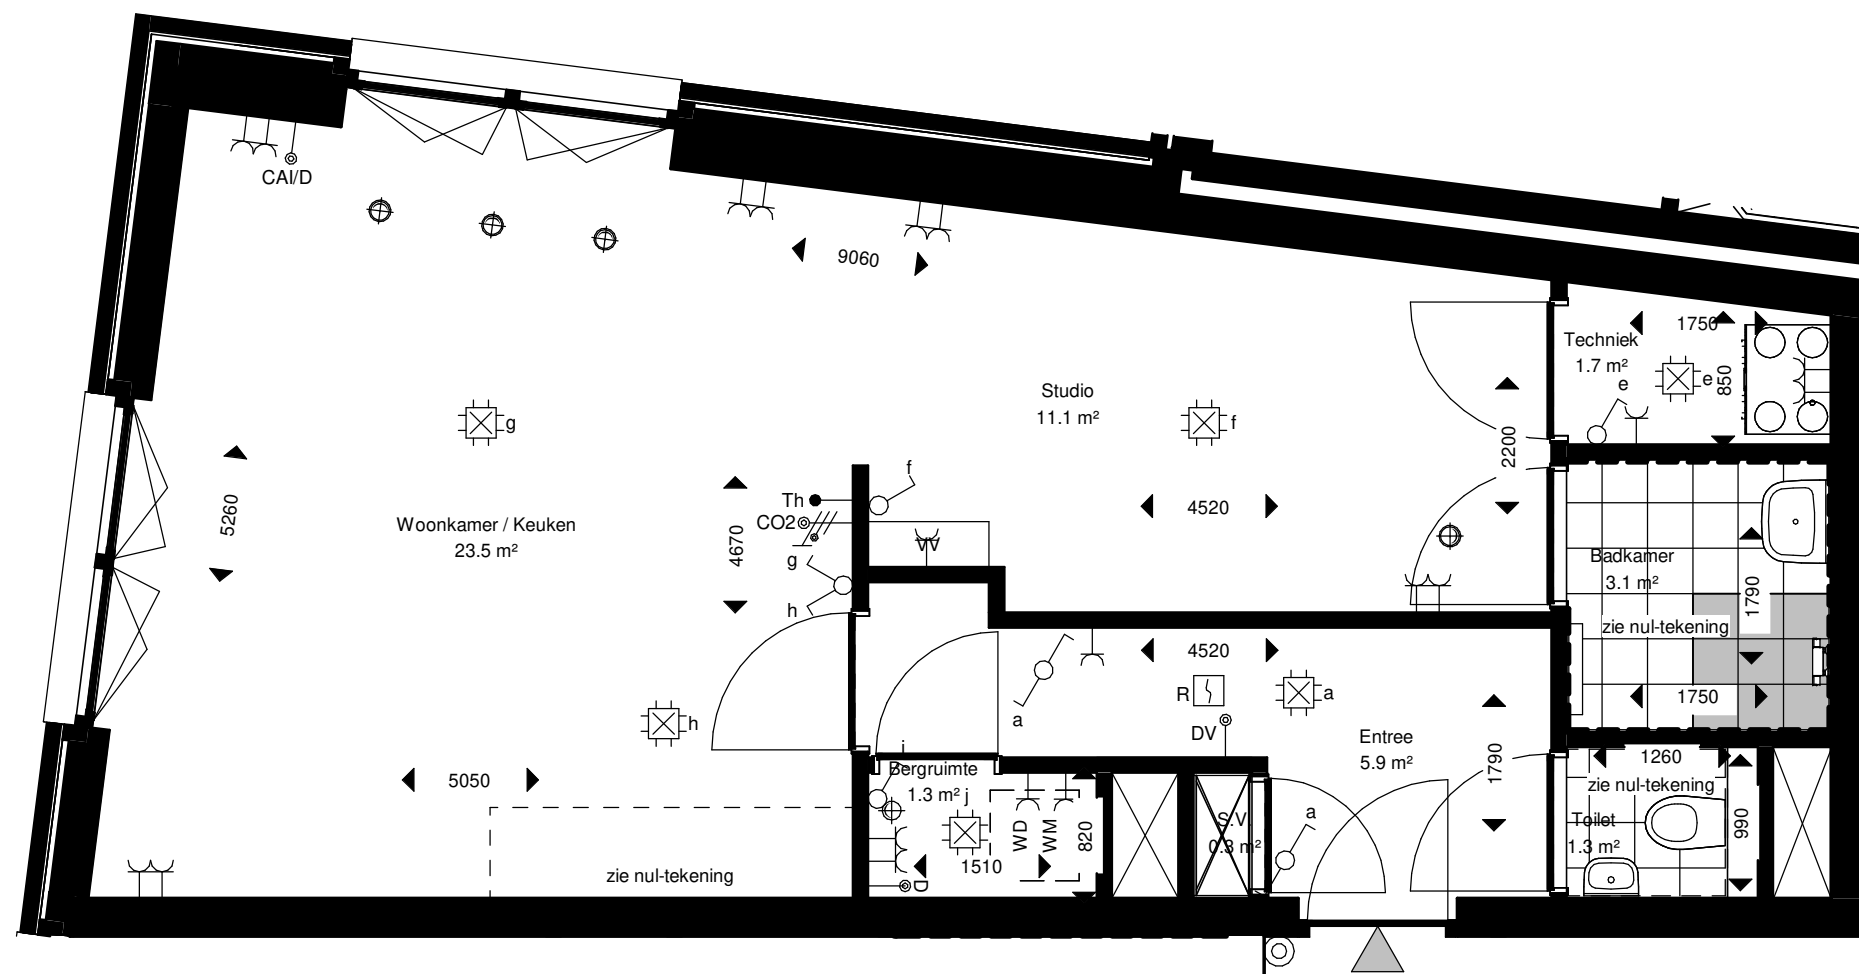 CAI/D
9060
Techniek
1.7 m²
e
1750
e
850
Studio
11.1 m²
g
f
2200
5260
Woonkamer / Keuken
23.5 m²
4670
Th
CO2
g
h
f
VV
4520
Badkamer
3.1 m²
1790
zie nul-tekening
1750
h
5050
zie nul-tekening
a
4520
R
a
DV
Entree
5.9 m²
1790
j
Bergruimte
1.3 m² j
WD
WM
820
1510
D
S.V.
0.3 m²
a
1260
zie nul-tekening
Toilet
1.3 m²
990